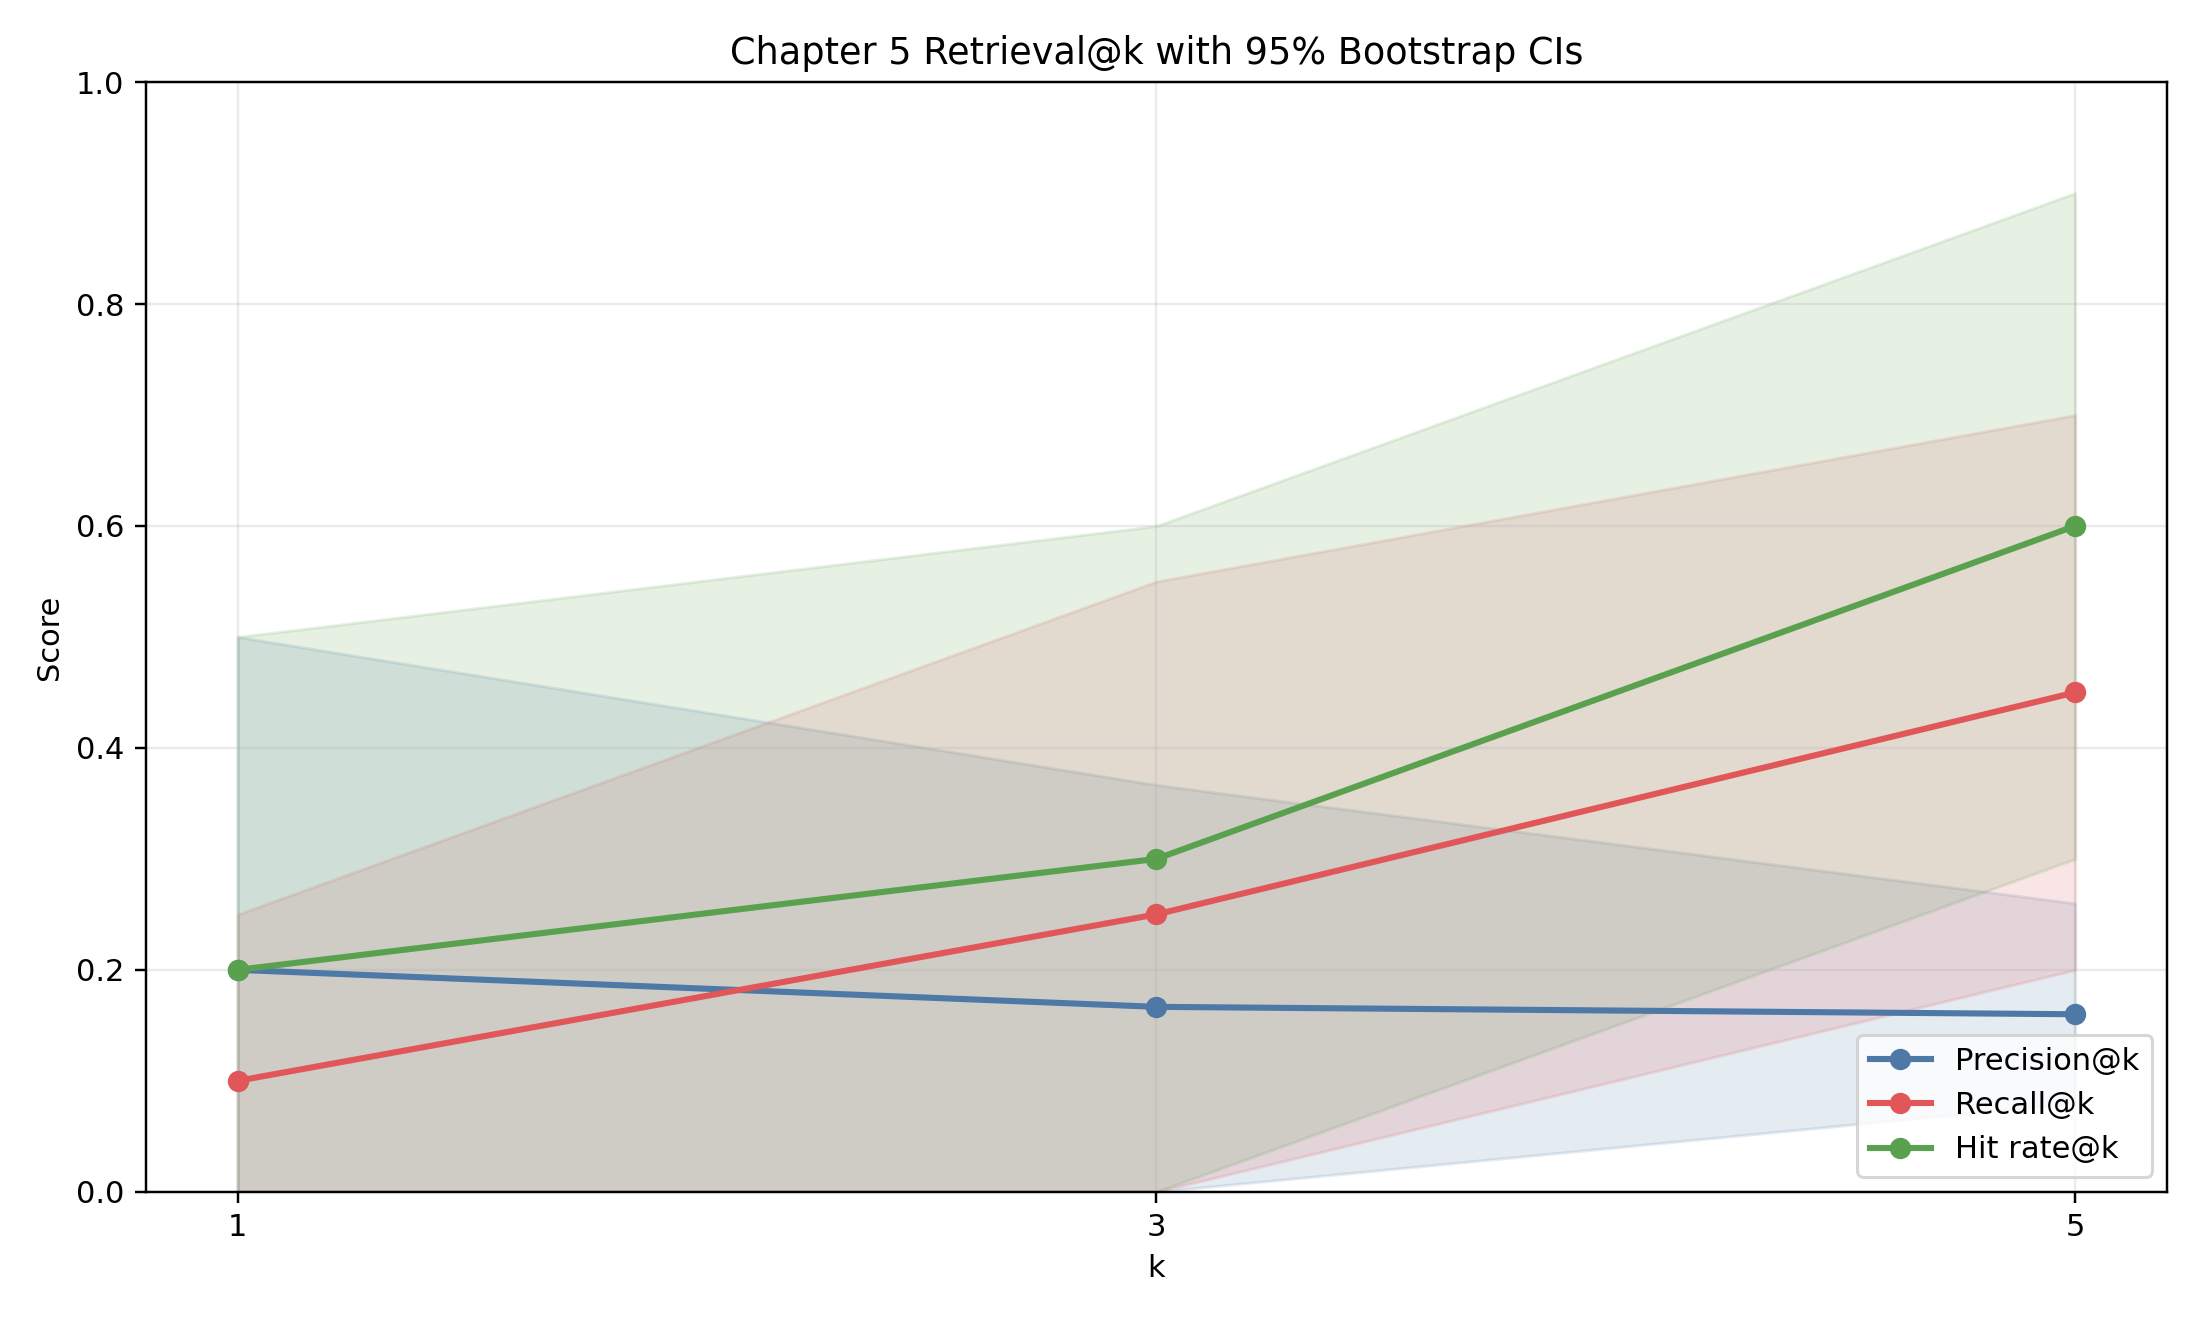 Chapter 5 Retrieval@k with 95% Bootstrap CIs
1.0
0.8
0.6
0.4
0.2
0.0
Score
1 3 5
k
Precision@k
Recall@k
Hit rate@k